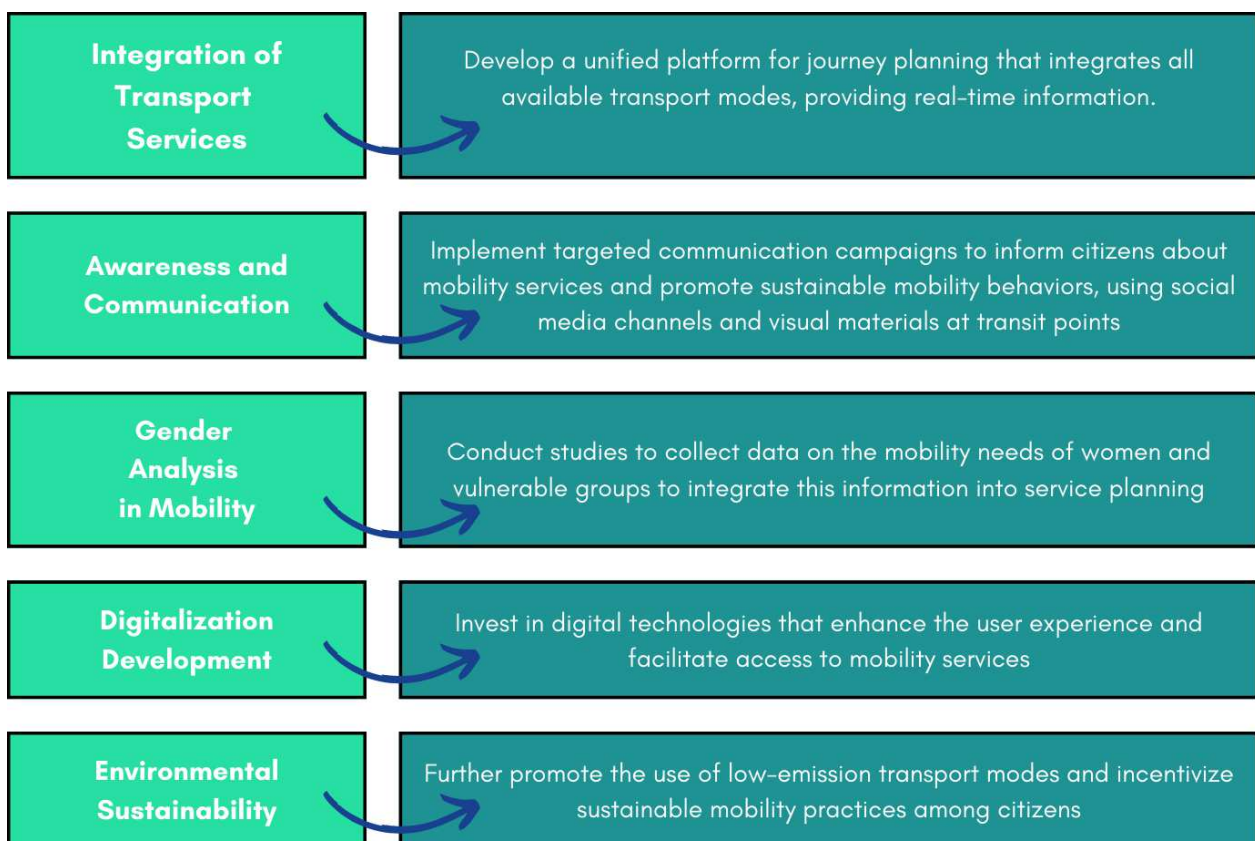 Integration of
Transport
Services
Develop a unified platform for journey planning that integrates all
available transport modes, providing real-time information.
Awareness and
Communication
Implement targeted communication campaigns to inform citizens about
mobility services and promote sustainable mobility behaviors, using social
media channels and visual materials at transit points
Gender
Analysis
in Mobility
Conduct studies to collect data on the mobility needs of women and
vulnerable groups to integrate this information into service planning
Digitalization
Development
Invest in digital technologies that enhance the user experience and
facilitate access to mobility services
Environmental
Sustainability
Further promote the use of low-emission transport modes and incentivize
sustainable mobility practices among citizens